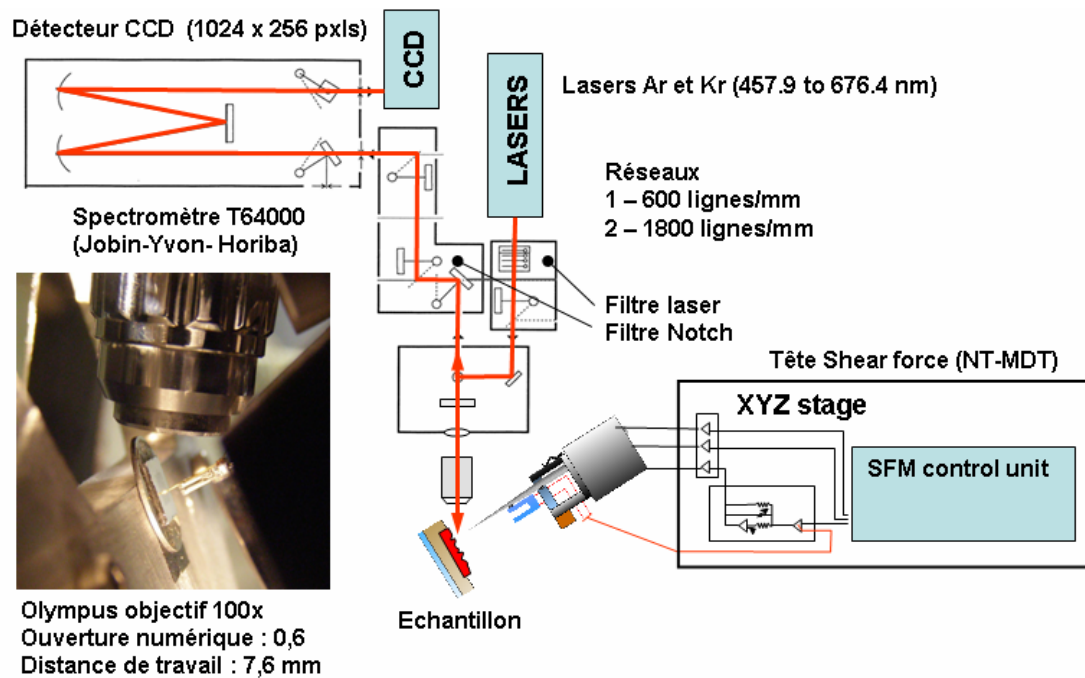 Détecteur CCD (1024 x 256 pxls)
CCD
LASERS
Lasers Ar et Kr (457.9 to 676.4 nm)
Réseaux
1 – 600 lignes/mm
2 – 1800 lignes/mm
Spectromètre T64000
(Jobin-Yvon- Horiba)
Filtre laser
Filtre Notch
Tête Shear force (NT-MDT)
XYZ stage
SFM control unit
Echantillon
Olympus objectif 100x
Ouverture numérique : 0,6
Distance de travail : 7,6 mm